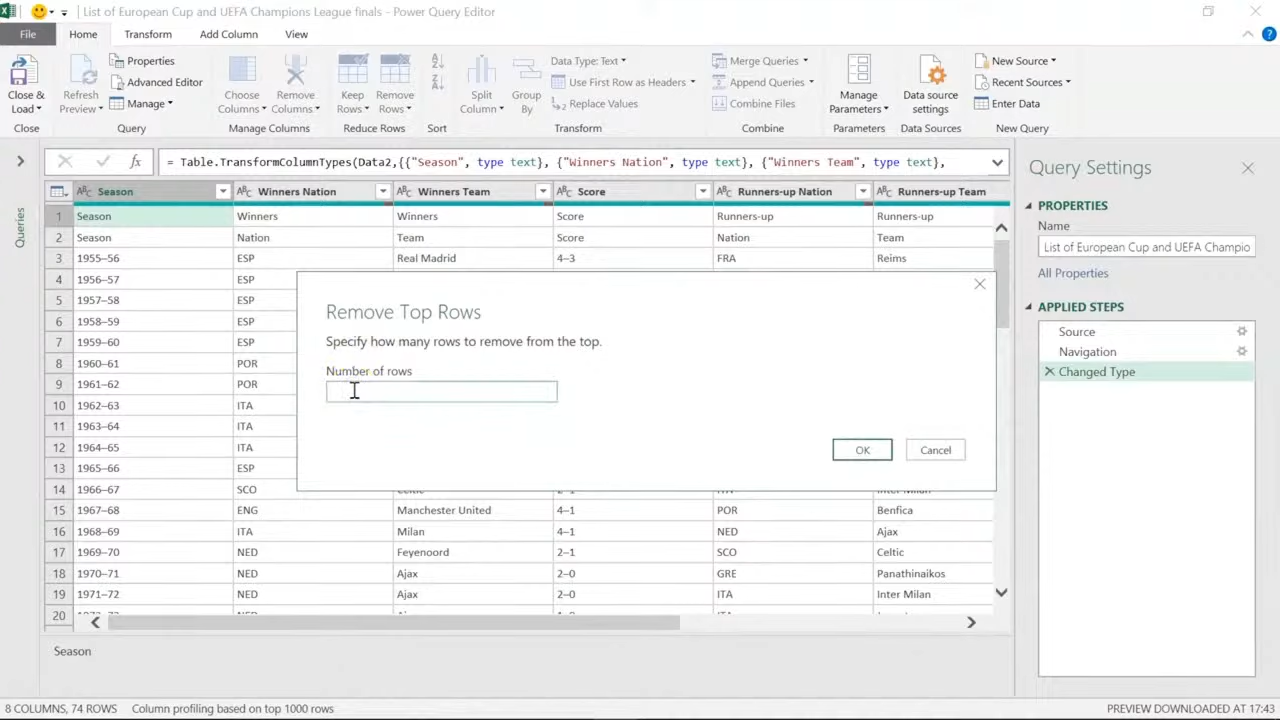 List of European Cup and UEFA Champions League finals - Power Query Editor
File Home Transform Add Column View
Close & Load
Refresh Preview
Properties
Advanced Editor
Manage
Choose Columns
Remove Columns
Keep Rows
Remove Rows
Split Column
Group By
Data Type: Text
Use First Row as Headers
Replace Values
Merge Queries
Append Queries
Combine Files
Manage Parameters
Data source settings
New Source
Recent Sources
Enter Data
Close Query Manage Columns Reduce Rows Sort Transform Combine Parameters Data Sources New Query
fx = Table.TransformColumnTypes(Data2,{{"Season", type text}, {"Winners Nation", type text}, {"Winners Team", type text},
Queries
Season Winners Nation Winners Team Score Runners-up Nation Runners-up Team
1 Season Winners Winners Score Runners-up Runners-up
2 Season Nation Team Score Nation Team
3 1955–56 ESP Real Madrid 4–3 FRA Reims
4 1956–57 ESP
5 1957–58 ESP
6 1958–59 ESP
7 1959–60 ESP
8 1960–61 POR
9 1961–62 POR
10 1962–63 ITA
11 1963–64 ITA
12 1964–65 ITA
13 1965–66 ESP
14 1966–67 SCO Celtic 2–1 ITA Inter Milan
15 1967–68 ENG Manchester United 4–1 POR Benfica
16 1968–69 ITA Milan 4–1 NED Ajax
17 1969–70 NED Feyenoord 2–1 SCO Celtic
18 1970–71 NED Ajax 2–0 GRE Panathinaikos
19 1971–72 NED Ajax 2–0 ITA Inter Milan
20
Remove Top Rows
Specify how many rows to remove from the top.
Number of rows
OK Cancel
Season
Query Settings
PROPERTIES
Name
List of European Cup and UEFA Champio
All Properties
APPLIED STEPS
Source
Navigation
Changed Type
8 COLUMNS, 74 ROWS Column profiling based on top 1000 rows PREVIEW DOWNLOADED AT 17:43